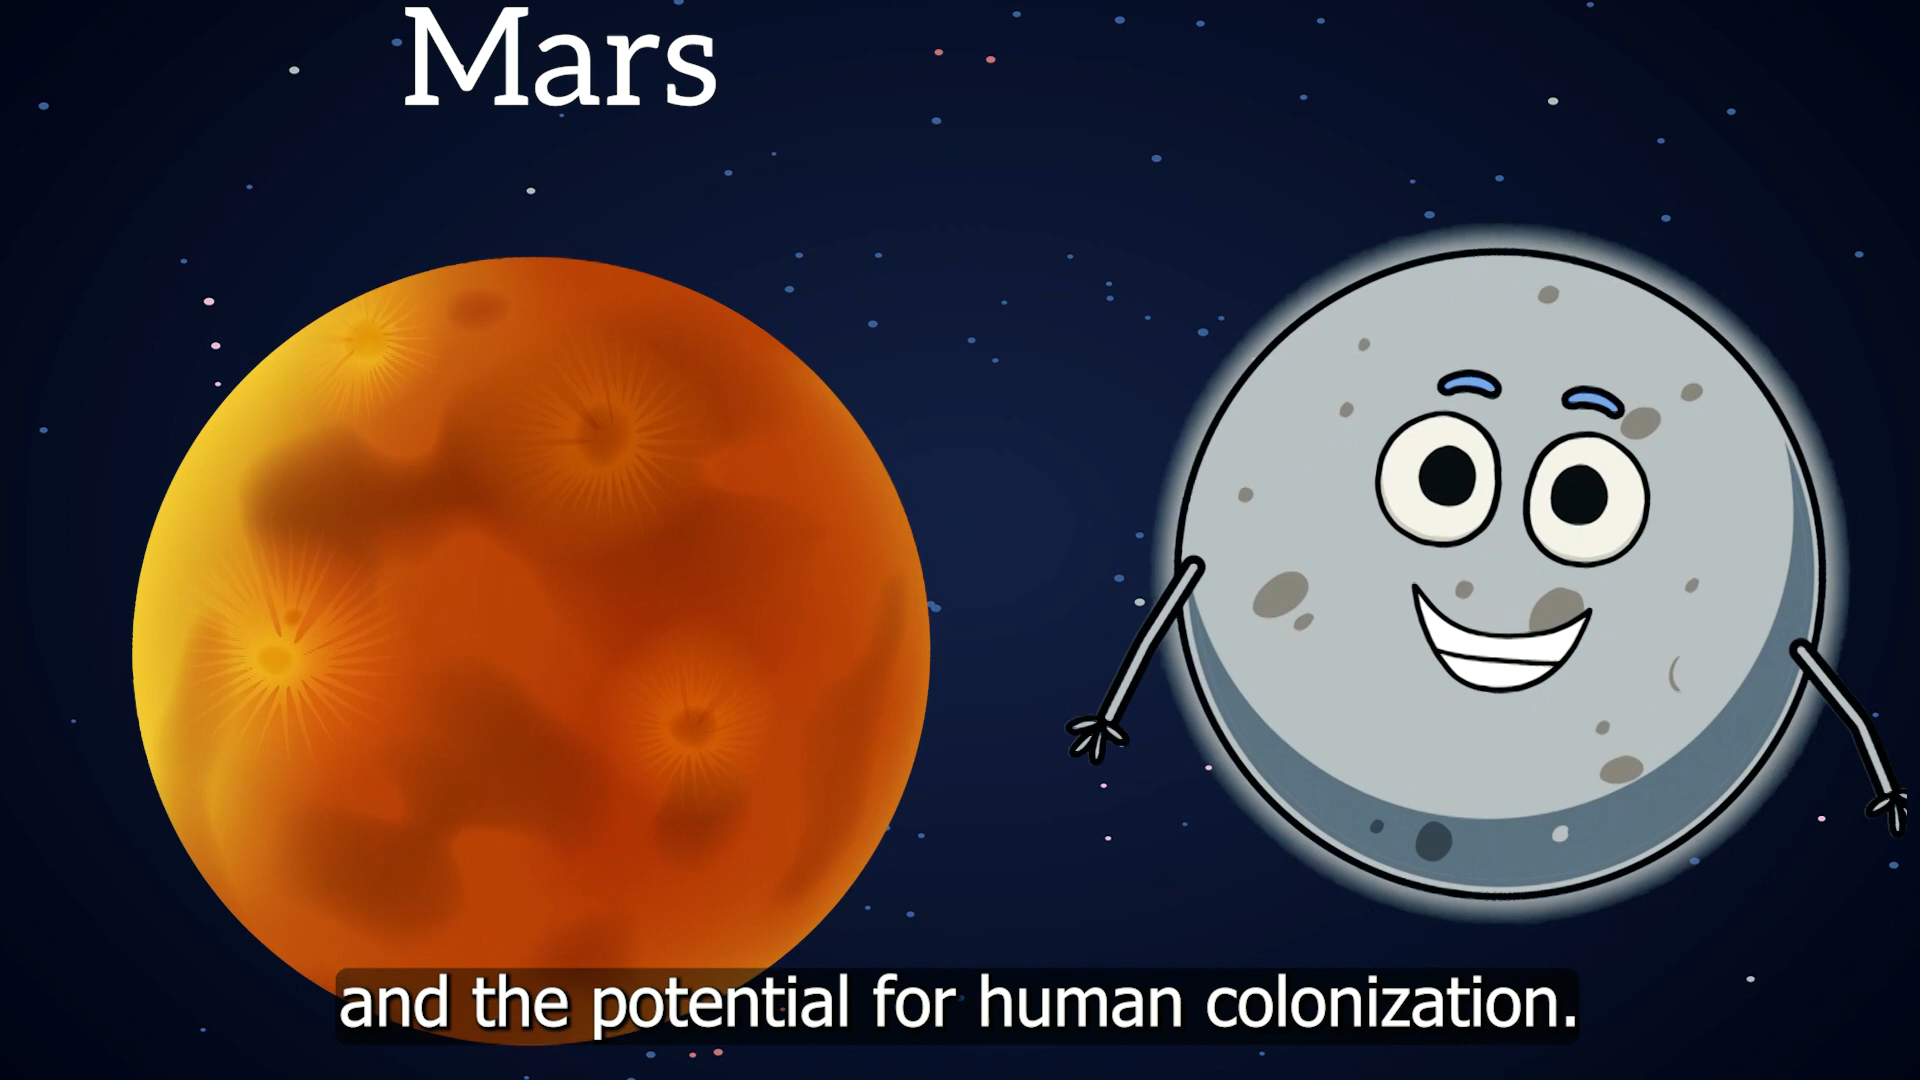 Mars
and the potential for human colonization.